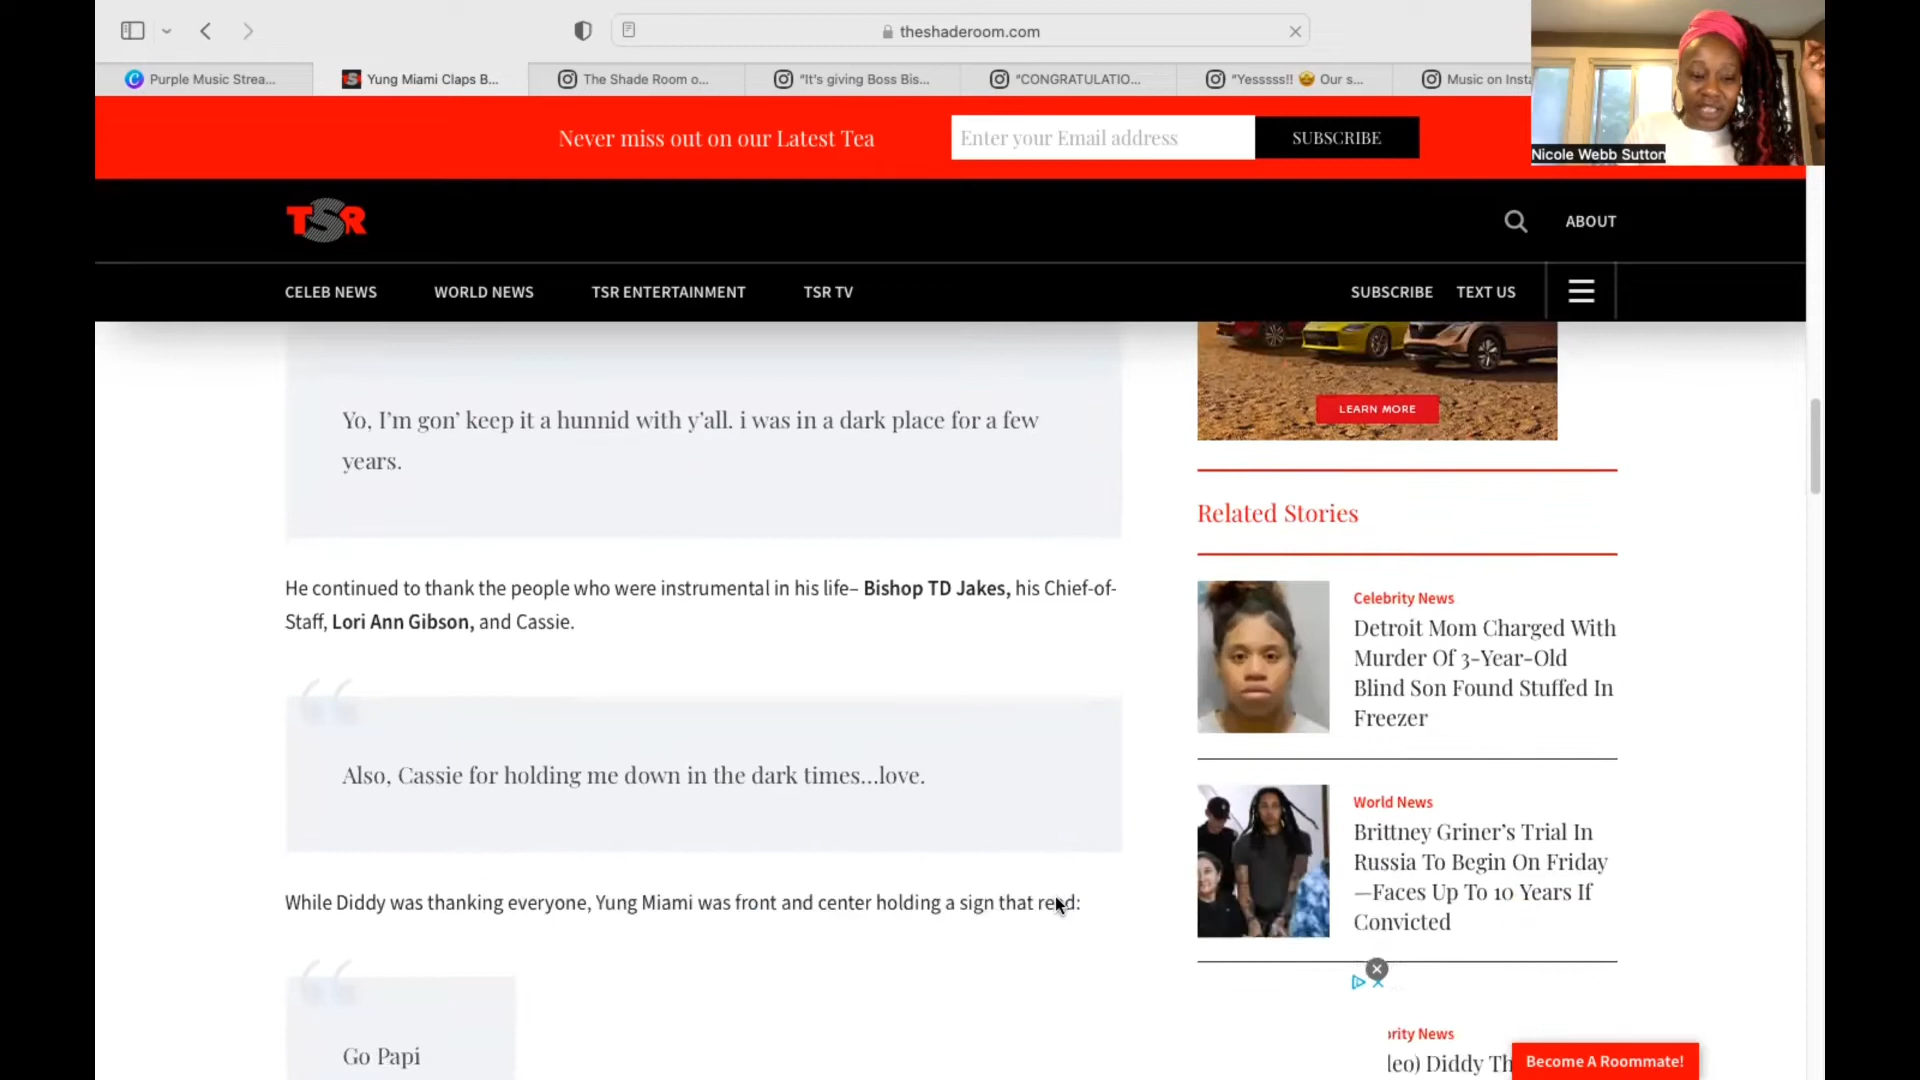 theshaderoom.com
Purple Music Strea...
Yung Miami Claps B...
The Shade Room o...
"It's giving Boss Bis...
"CONGRATULATIO...
"Yesssss!! 🤩 Our s...
Music on Insta
Nicole Webb Sutton
Never miss out on our Latest Tea
Enter your Email address
SUBSCRIBE
TSR
ABOUT
CELEB NEWS
WORLD NEWS
TSR ENTERTAINMENT
TSR TV
SUBSCRIBE
TEXT US
Yo, I'm gon' keep it a hunnid with y'all. i was in a dark place for a few
years.
He continued to thank the people who were instrumental in his life– Bishop TD Jakes, his Chief-of-
Staff, Lori Ann Gibson, and Cassie.
Also, Cassie for holding me down in the dark times...love.
While Diddy was thanking everyone, Yung Miami was front and center holding a sign that read:
Go Papi
LEARN MORE
Related Stories
Celebrity News
Detroit Mom Charged With
Murder Of 3-Year-Old
Blind Son Found Stuffed In
Freezer
World News
Brittney Griner's Trial In
Russia To Begin On Friday
—Faces Up To 10 Years If
Convicted
brity News
leo) Diddy Th
Become A Roommate!